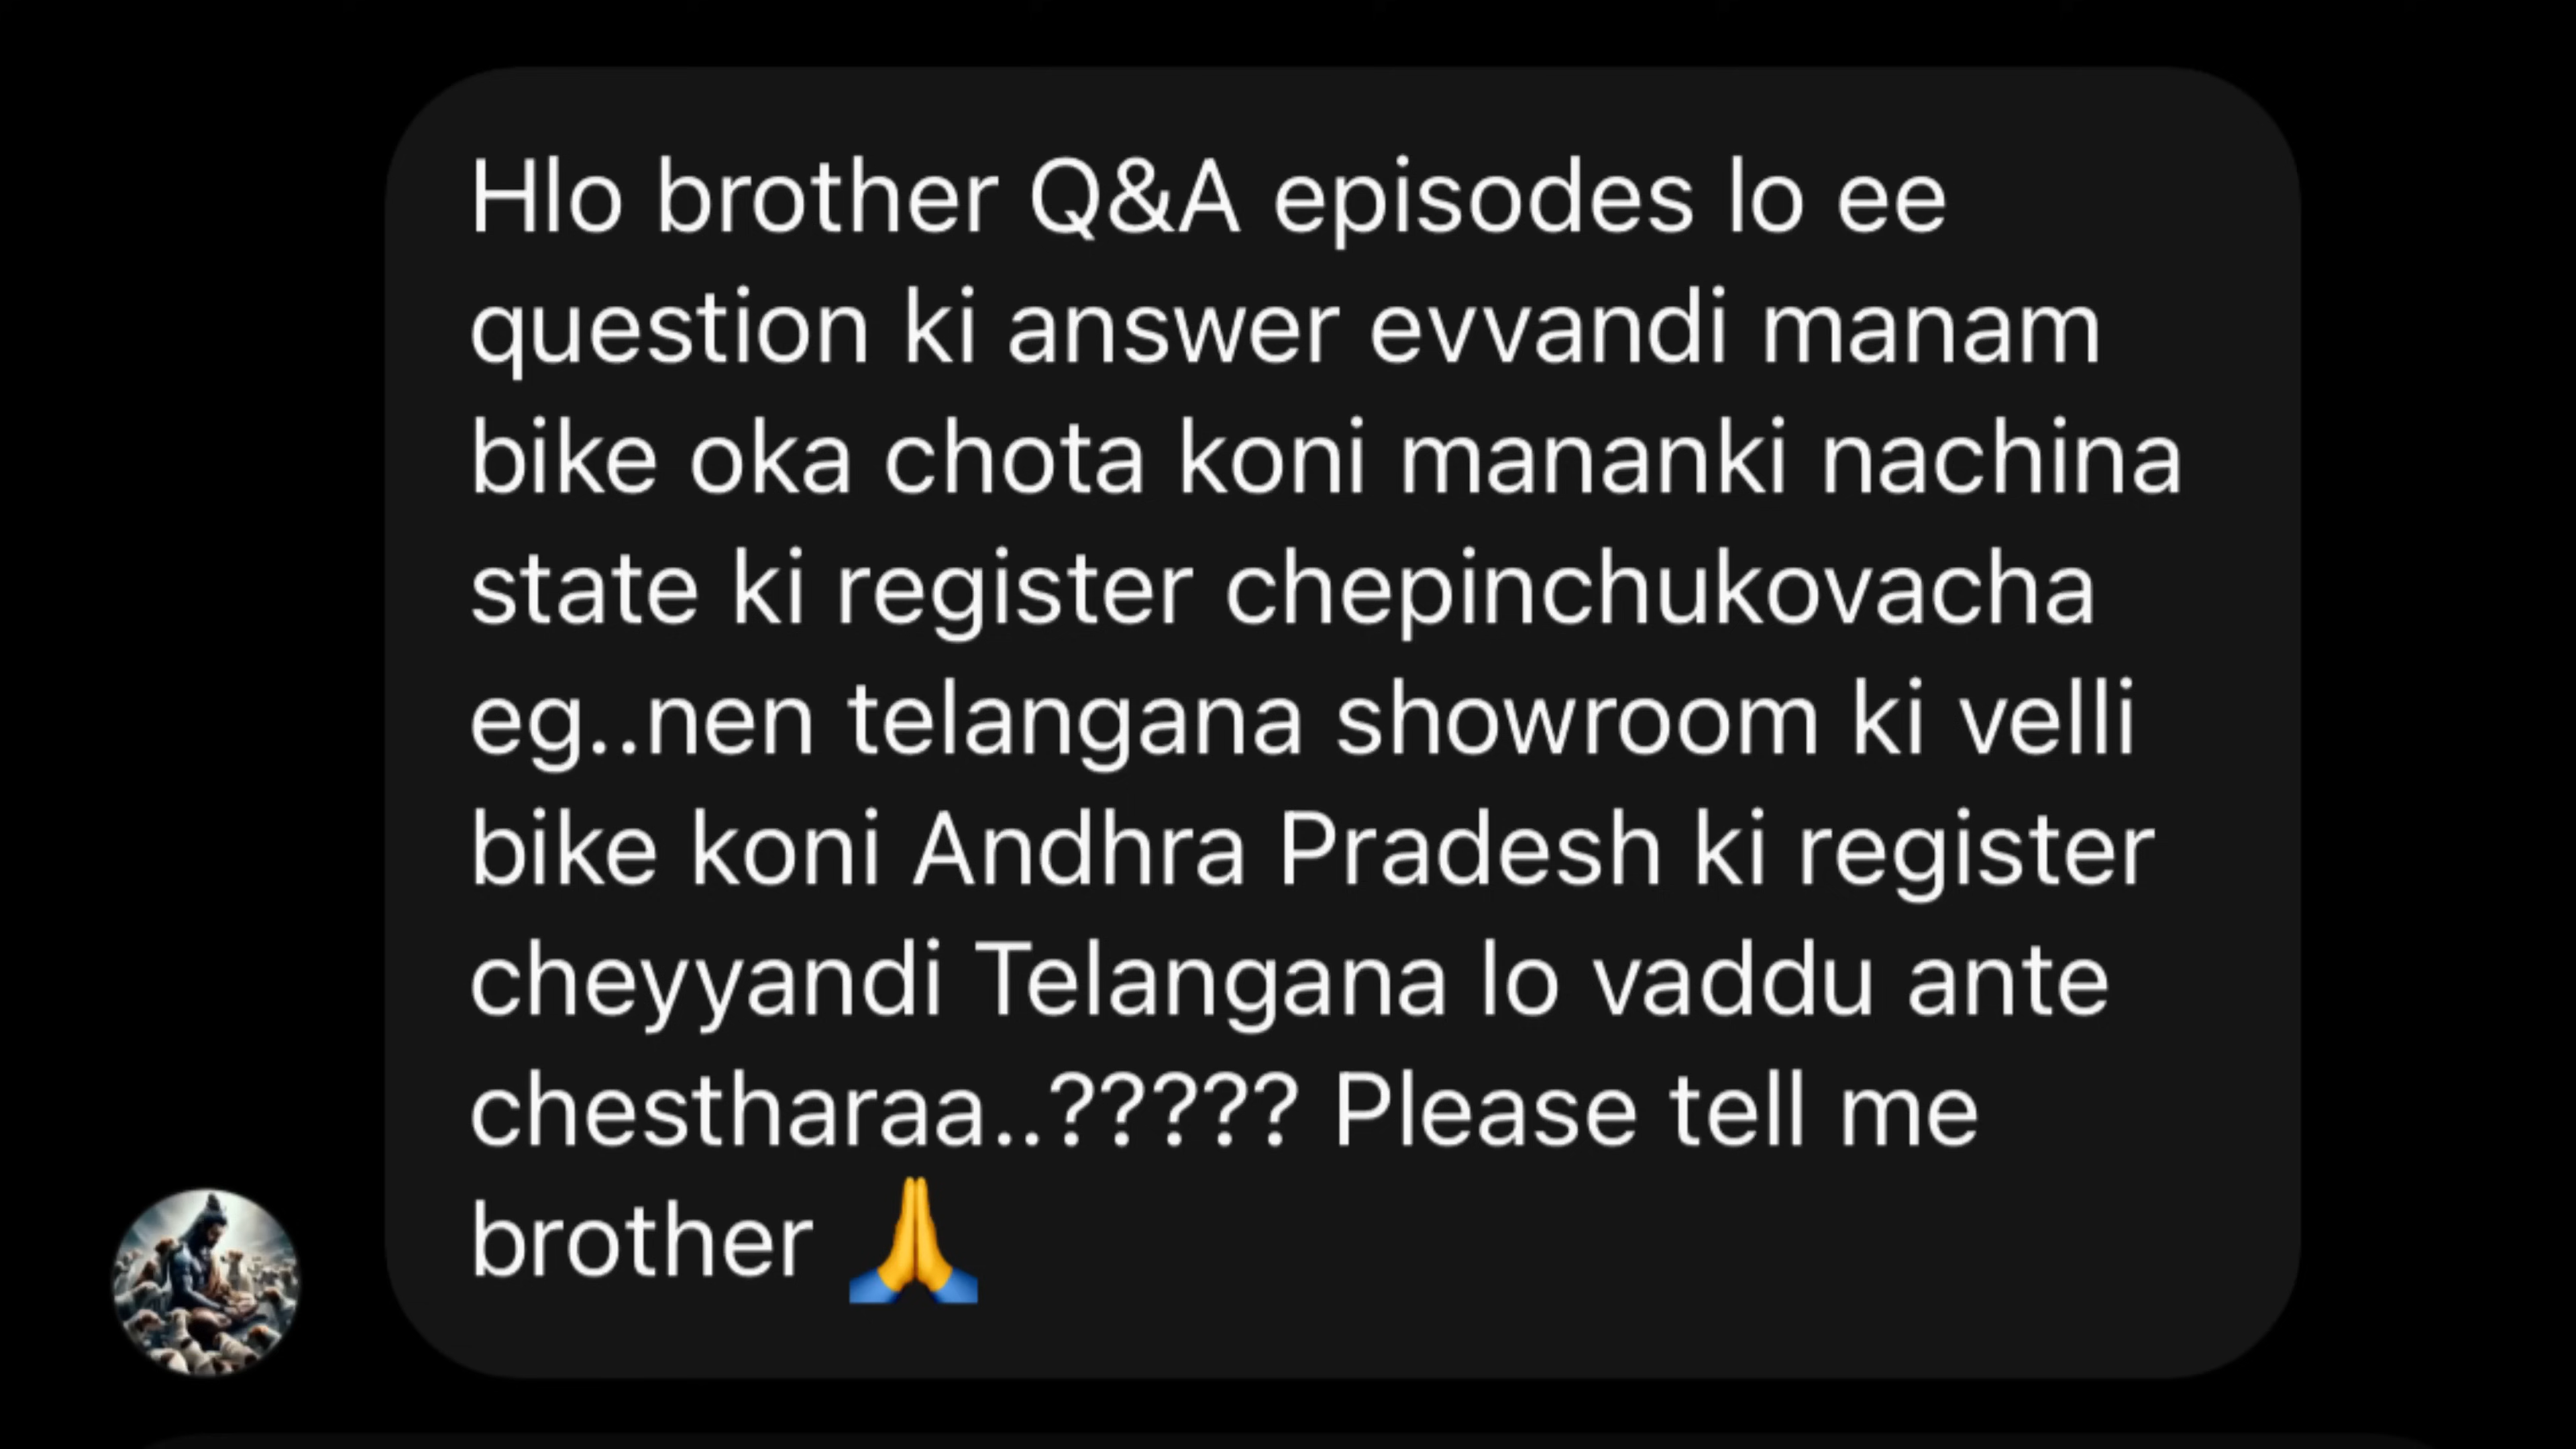 Hlo brother Q&A episodes lo ee
question ki answer evvandi manam
bike oka chota koni mananki nachina
state ki register chepinchukovacha
eg..nen telangana showroom ki velli
bike koni Andhra Pradesh ki register
cheyyandi Telangana lo vaddu ante
chestharaa..????? Please tell me
brother 🙏